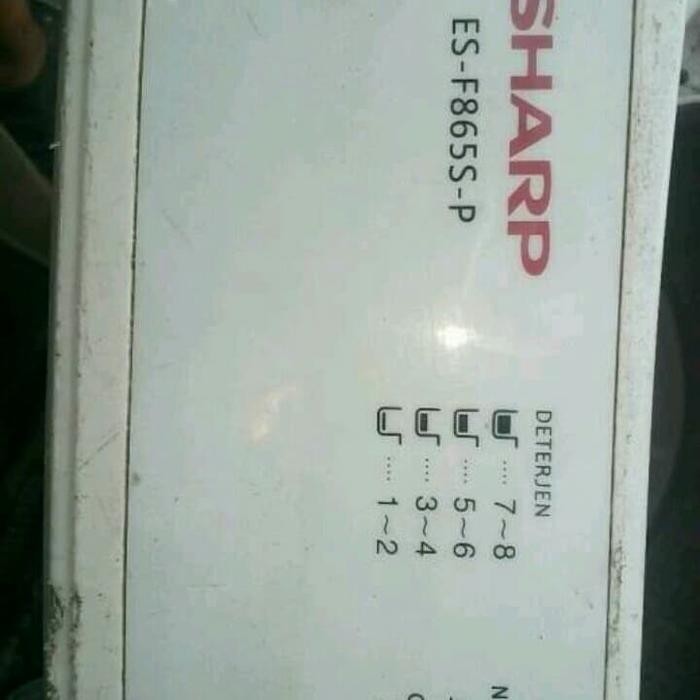 SHARP
ES-F865S-P
DETERJEN
..... 7~8
..... 5~6
..... 3~4
..... 1~2
N